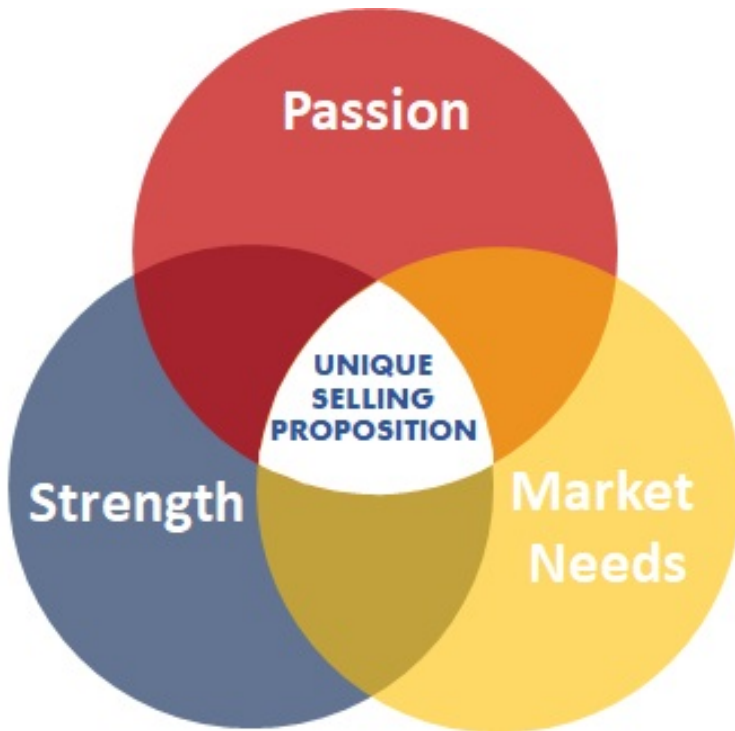 Passion
UNIQUE
SELLING
PROPOSITION
Strength
Market
Needs